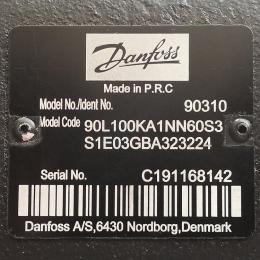 Danfoss
Made in P.R.C
Model No./Ident No. 90310
Model Code 90L100KA1NN60S3
S1E03GBA323224
Serial No. C191168142
Danfoss A/S,6430 Nordborg,Denmark